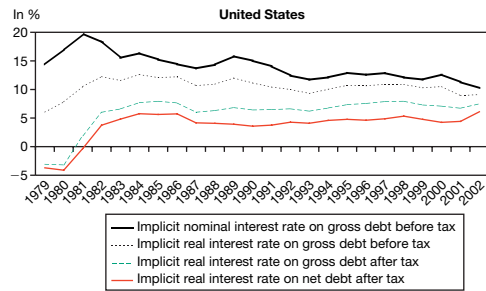 In %
United States
20
15
10
5
0
−5
1979 1980 1981 1982 1983 1984 1985 1986 1987 1988 1989 1990 1991 1992 1993 1994 1995 1996 1997 1998 1999 2000 2001 2002
Implicit nominal interest rate on gross debt before tax
Implicit real interest rate on gross debt before tax
Implicit real interest rate on gross debt after tax
Implicit real interest rate on net debt after tax